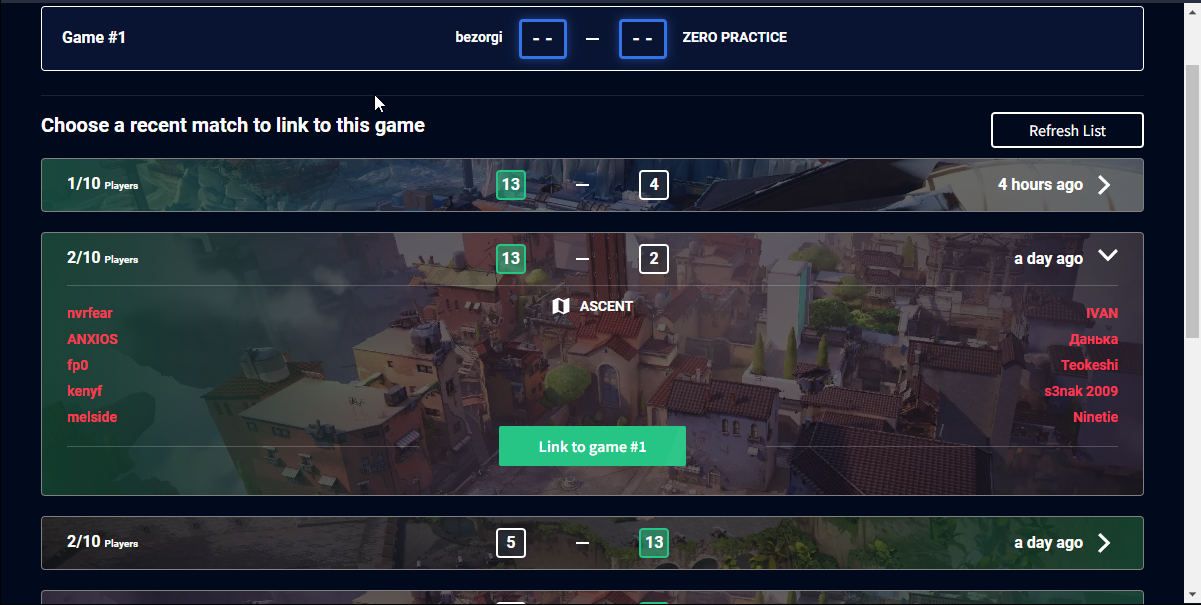 Game #1
bezorgi -- — -- ZERO PRACTICE
Choose a recent match to link to this game
Refresh List
1/10 Players 13 — 4 4 hours ago
2/10 Players 13 — 2 a day ago
ASCENT
nvrfear IVAN
ANXIOS Данька
fp0 Teokeshi
kenyf s3nak 2009
melside Ninetie
Link to game #1
2/10 Players 5 — 13 a day ago